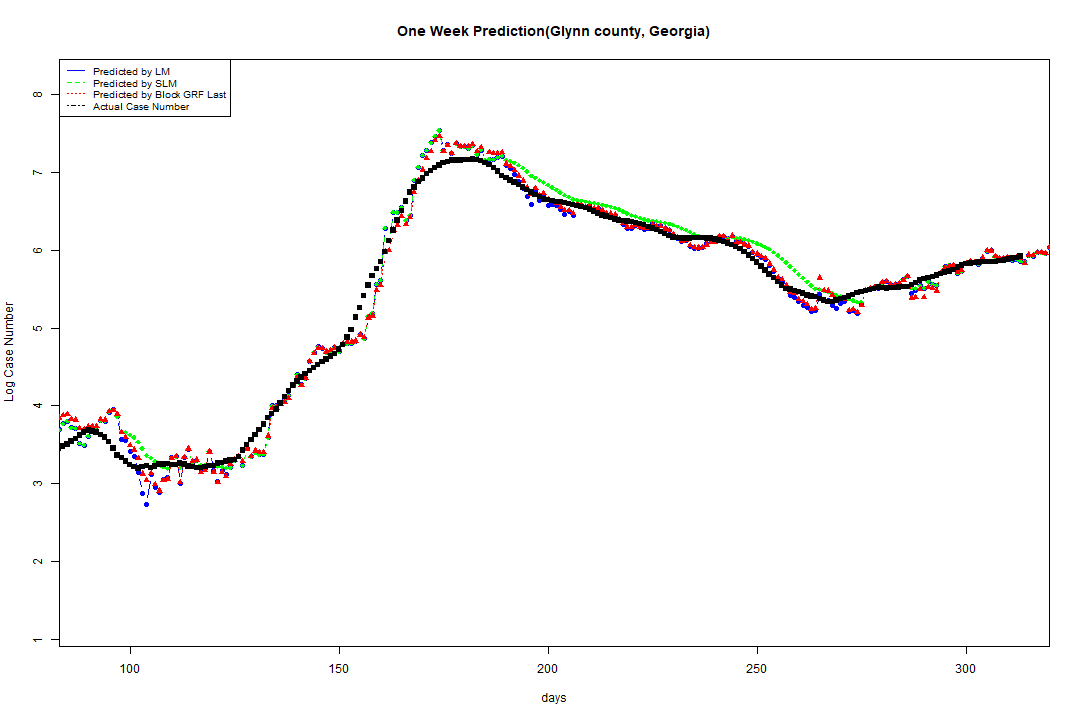 One Week Prediction(Glynn county, Georgia)
Predicted by LM
Predicted by SLM
Predicted by Block GRF Last
Actual Case Number
8
7
6
5
4
3
2
1
Log Case Number
100
150
200
250
300
days